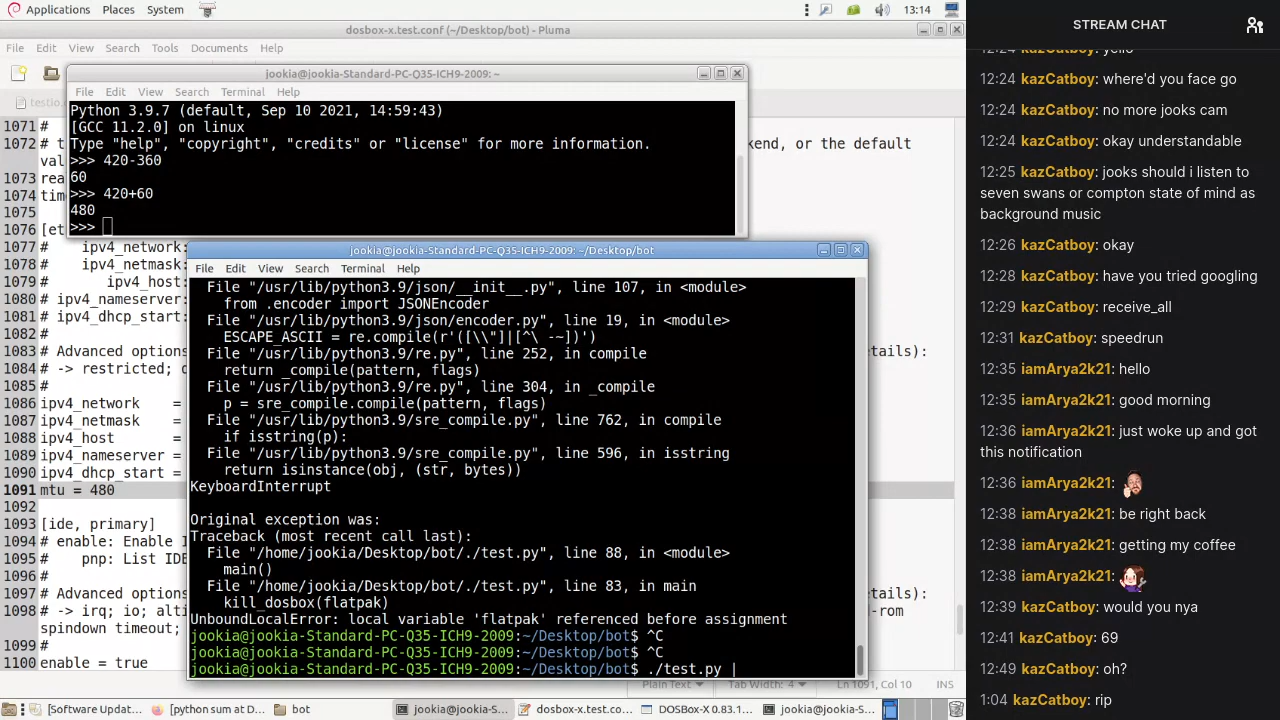 Applications Places System 13:14
dosbox-x.test.conf (~/Desktop/bot) - Pluma
File Edit View Search Tools Documents Help
testio.
1071 #
1072 # t
val
1073 rea
1074 tim
1075
1076 [et
1077 #    ipv4_network:
1078 #    ipv4_netmask:
1079 #       ipv4_host:
1080 # ipv4_nameserver:
1081 # ipv4_dhcp_start:
1082 #
1083 # Advanced options
1084 # -> restricted; d
1085 #
1086 ipv4_network    =
1087 ipv4_netmask    =
1088 ipv4_host       =
1089 ipv4_nameserver =
1090 ipv4_dhcp_start =
1091 mtu = 480
1092
1093 [ide, primary]
1094 # enable: Enable I
1095 #    pnp: List IDE
1096 #
1097 # Advanced options
1098 # -> irq; io; alti
spindown timeout;
1099 #
1100 enable = true
kend, or the default
etails):
etails):
d-rom
Plain Text Tab Width: 4 Ln 1091, Col 10 INS
jookia@jookia-Standard-PC-Q35-ICH9-2009: ~
File Edit View Search Terminal Help
Python 3.9.7 (default, Sep 10 2021, 14:59:43)
[GCC 11.2.0] on linux
Type "help", "copyright", "credits" or "license" for more information.
>>> 420-360
60
>>> 420+60
480
>>>
jookia@jookia-Standard-PC-Q35-ICH9-2009: ~/Desktop/bot
File Edit View Search Terminal Help
File "/usr/lib/python3.9/json/__init__.py", line 107, in <module>
from .encoder import JSONEncoder
File "/usr/lib/python3.9/json/encoder.py", line 19, in <module>
ESCAPE_ASCII = re.compile(r'([\\"]|[^\ -~])')
File "/usr/lib/python3.9/re.py", line 252, in compile
return _compile(pattern, flags)
File "/usr/lib/python3.9/re.py", line 304, in _compile
p = sre_compile.compile(pattern, flags)
File "/usr/lib/python3.9/sre_compile.py", line 762, in compile
if isstring(p):
File "/usr/lib/python3.9/sre_compile.py", line 596, in isstring
return isinstance(obj, (str, bytes))
KeyboardInterrupt
Original exception was:
Traceback (most recent call last):
File "/home/jookia/Desktop/bot/./test.py", line 88, in <module>
main()
File "/home/jookia/Desktop/bot/./test.py", line 83, in main
kill_dosbox(flatpak)
UnboundLocalError: local variable 'flatpak' referenced before assignment
jookia@jookia-Standard-PC-Q35-ICH9-2009:~/Desktop/bot$ ^C
jookia@jookia-Standard-PC-Q35-ICH9-2009:~/Desktop/bot$ ^C
jookia@jookia-Standard-PC-Q35-ICH9-2009:~/Desktop/bot$ ./test.py |
[Software Updat... [python sum at D... bot jookia@jookia-S... dosbox-x.test.co... DOSBox-X 0.83.1... jookia@jookia-S...
STREAM CHAT
12:24 kazCatboy: yello
12:24 kazCatboy: where'd you face go
12:24 kazCatboy: no more jooks cam
12:24 kazCatboy: okay understandable
12:25 kazCatboy: jooks should i listen to
seven swans or compton state of mind as
background music
12:26 kazCatboy: okay
12:28 kazCatboy: have you tried googling
12:29 kazCatboy: receive_all
12:31 kazCatboy: speedrun
12:35 iamArya2k21: hello
12:35 iamArya2k21: good morning
12:36 iamArya2k21: just woke up and got
this notification
12:36 iamArya2k21:
12:38 iamArya2k21: be right back
12:38 iamArya2k21: getting my coffee
12:38 iamArya2k21:
12:39 kazCatboy: would you nya
12:41 kazCatboy: 69
12:49 kazCatboy: oh?
1:04 kazCatboy: rip